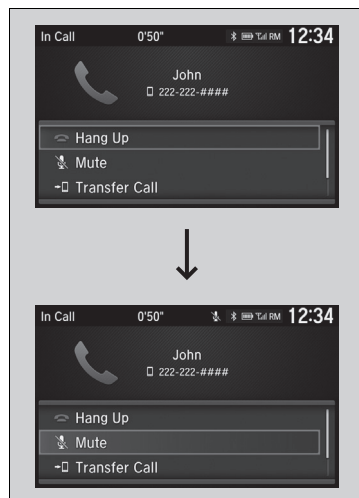 In Call 0'50" RM 12:34
John
222-222-####
Hang Up
Mute
Transfer Call
In Call 0'50" RM 12:34
John
222-222-####
Hang Up
Mute
Transfer Call